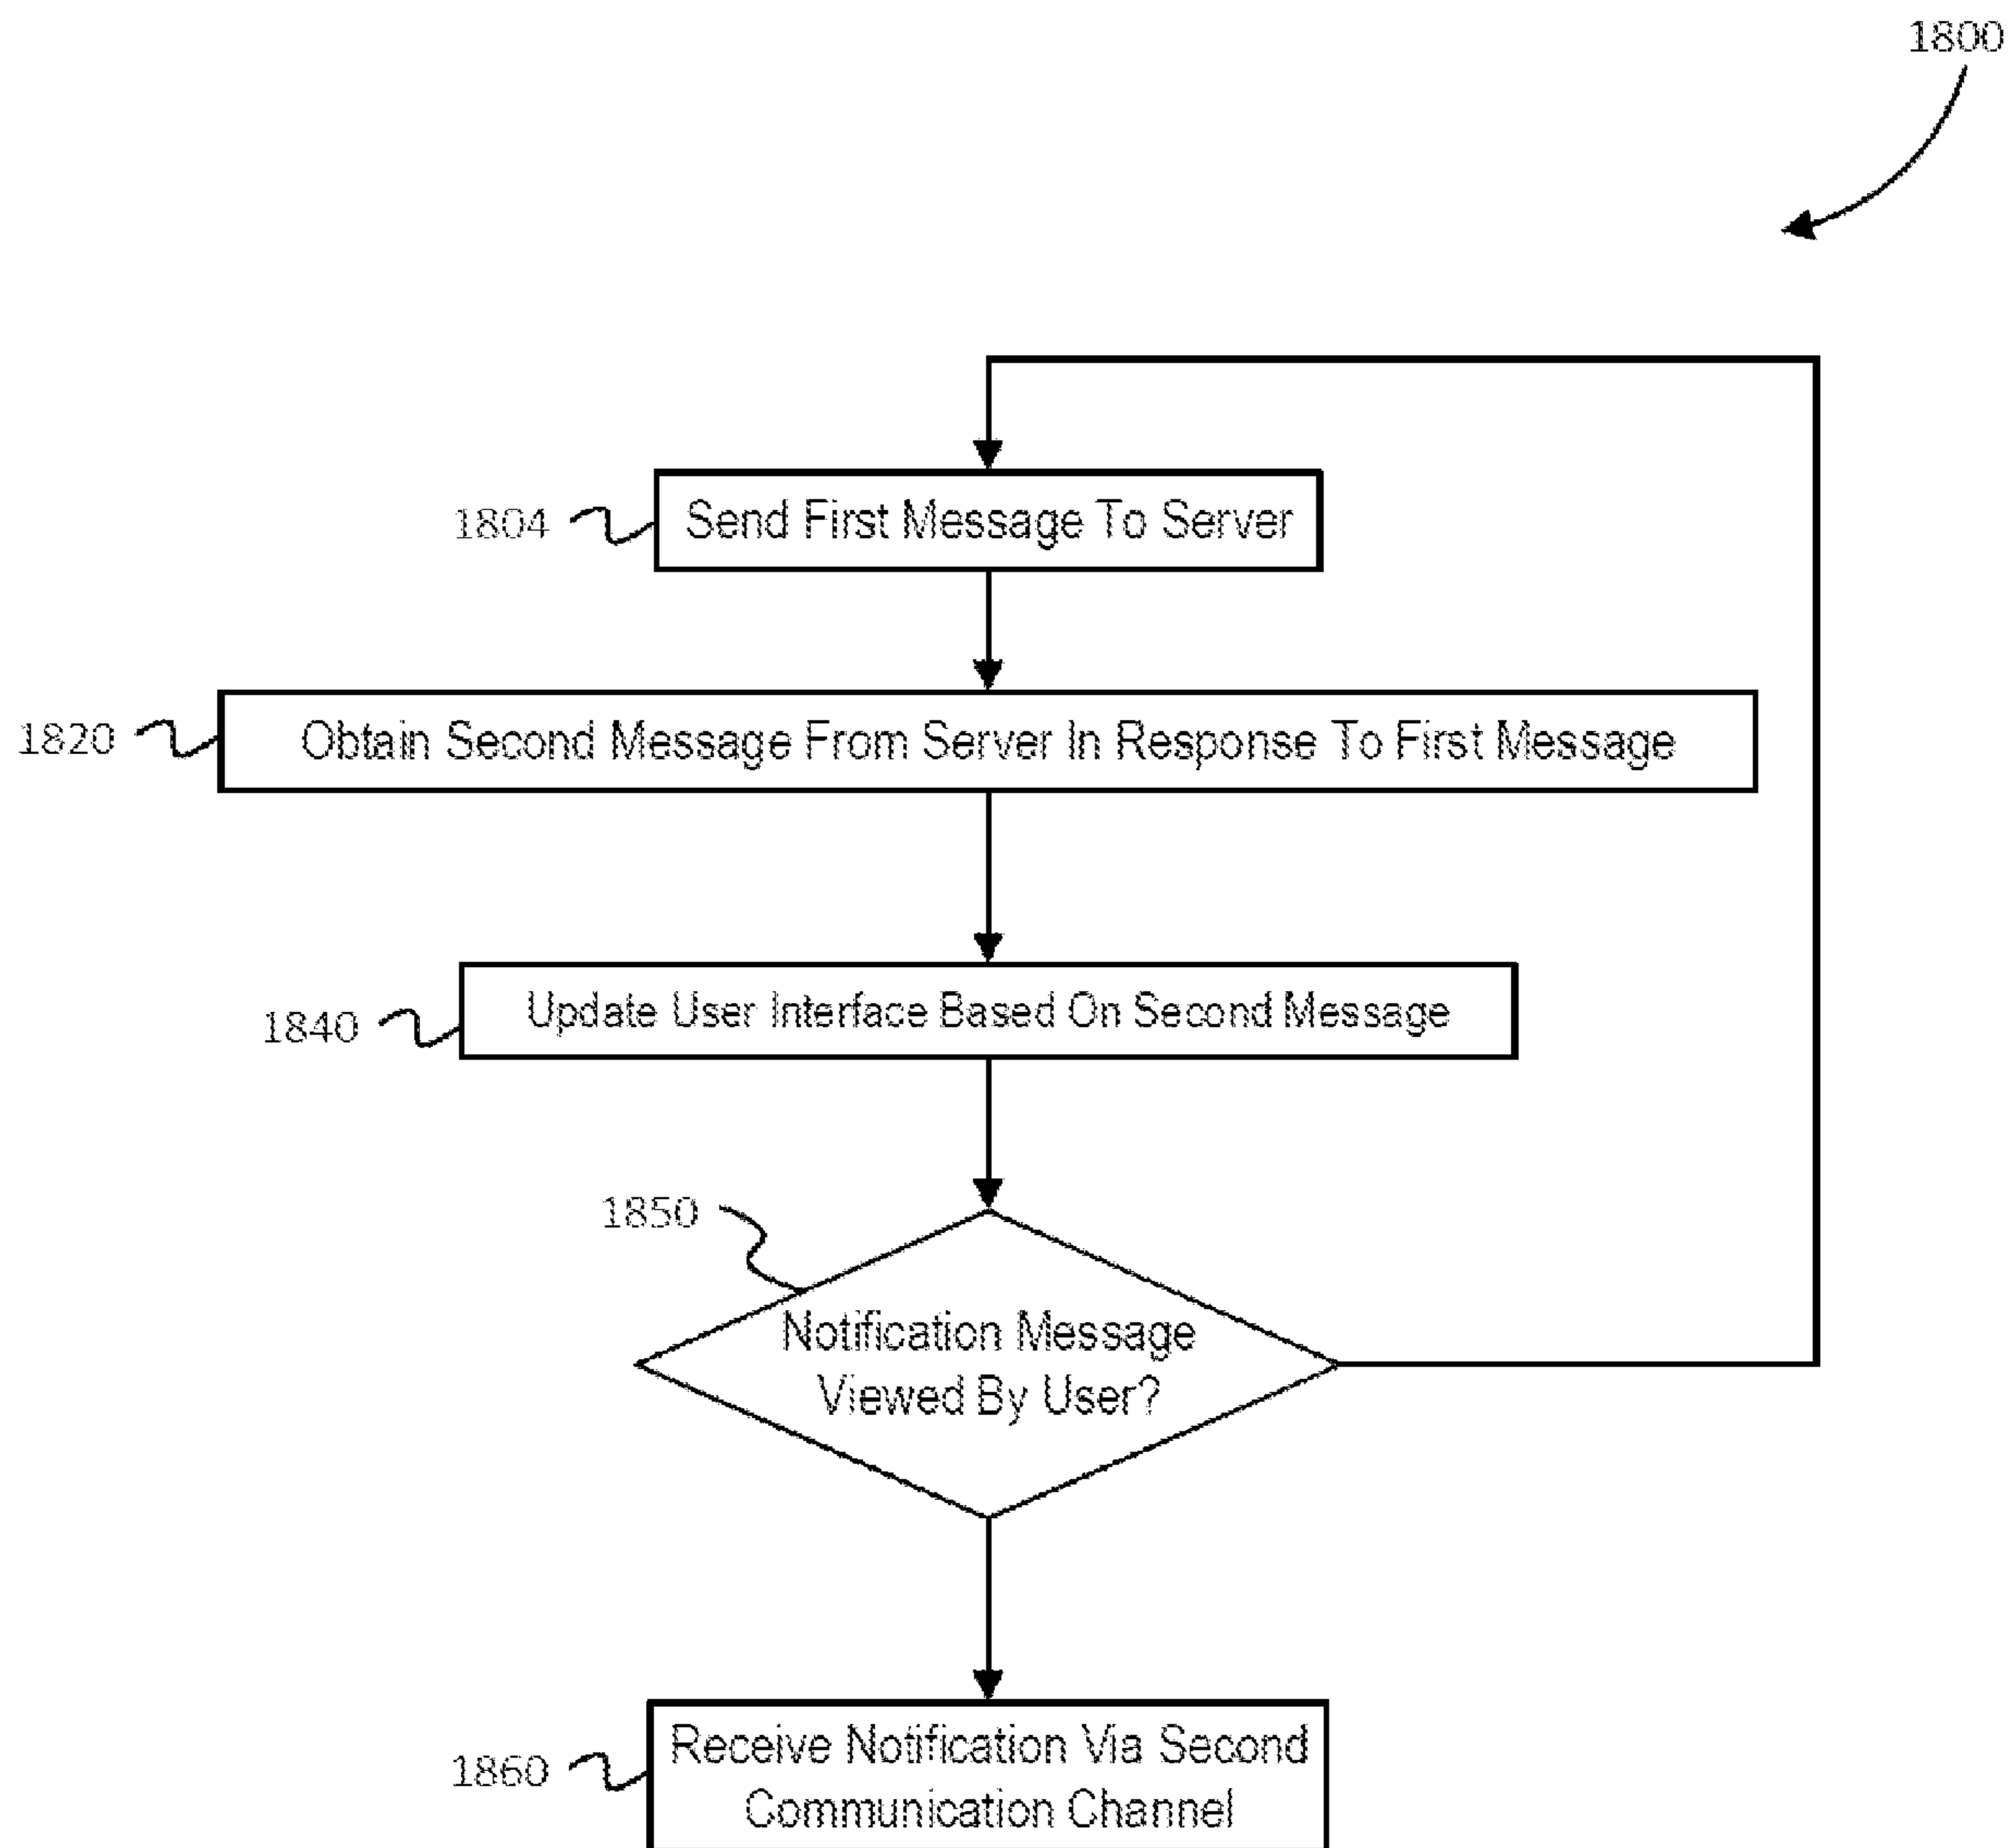 1800
1804
Send First Message To Server
1820
Obtain Second Message From Server In Response To First Message
1840
Update User Interface Based On Second Message
1850
Notification Message
Viewed By User?
1860
Receive Notification Via Second
Communication Channel